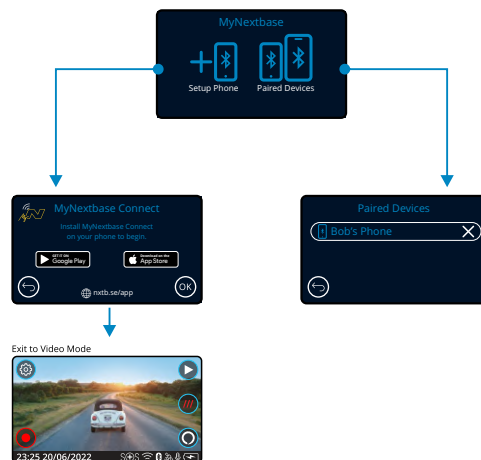 MyNextbase
Setup Phone
Paired Devices
MyNextbase Connect
Install MyNextbase Connect
on your phone to begin.
GET IT ON
Google Play
Download on the
App Store
nxtb.se/app
OK
Paired Devices
Bob's Phone
Exit to Video Mode
23:25 20/06/2022
SOS